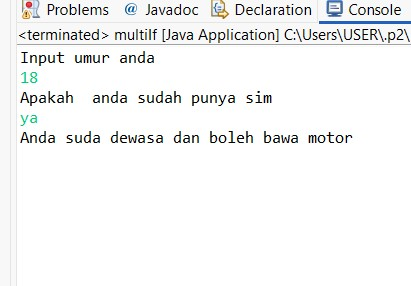 Problems @ Javadoc Declaration Console
<terminated> multiIf [Java Application] C:\Users\USER\.p2\
Input umur anda
18
Apakah  anda sudah punya sim
ya
Anda suda dewasa dan boleh bawa motor